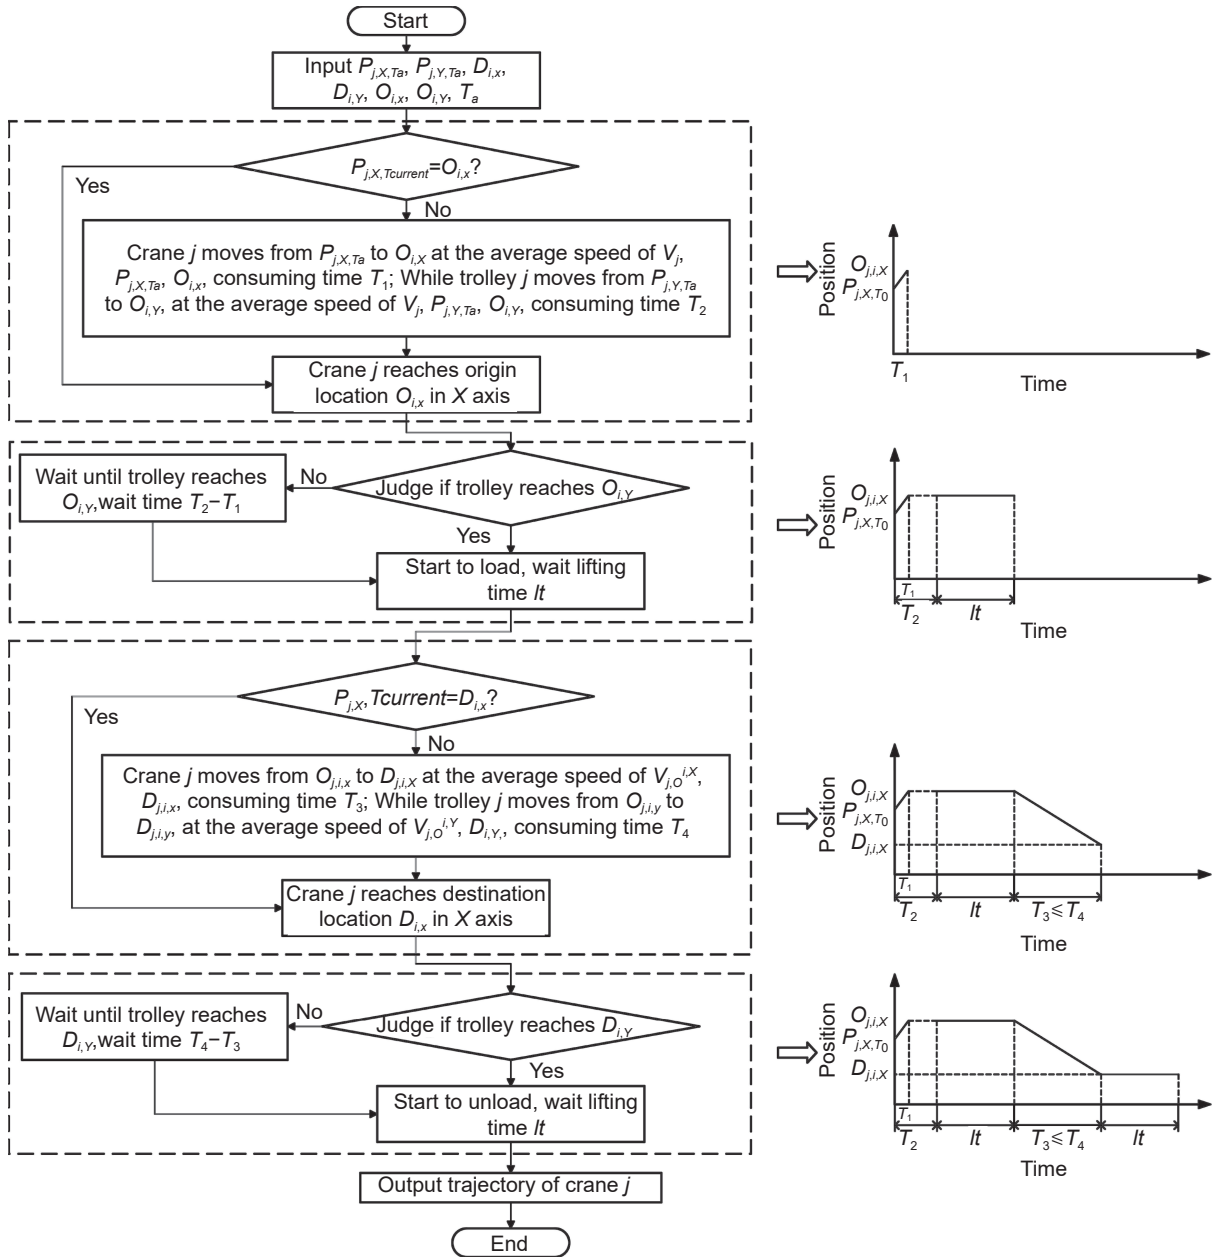 Start
Input P_{j,X,Ta}, P_{j,Y,Ta}, D_{i,x},
D_{i,Y}, O_{i,x}, O_{i,Y}, T_a
P_{j,X,Tcurrent}=O_{i,x}?
Yes
No
Crane j moves from P_{j,X,Ta} to O_{i,X} at the average speed of V_j,
P_{j,X,Ta}, O_{i,x}, consuming time T_1; While trolley j moves from P_{j,Y,Ta}
to O_{i,Y}, at the average speed of V_j, P_{j,Y,Ta}, O_{i,Y}, consuming time T_2
Crane j reaches origin
location O_{i,x} in X axis
Position
O_{j,i,X}
P_{j,X,T_0}
T_1
Time
Wait until trolley reaches
O_{i,Y},wait time T_2−T_1
No
Judge if trolley reaches O_{i,Y}
Yes
Start to load, wait lifting
time lt
Position
O_{j,i,X}
P_{j,X,T_0}
T_1
T_2
lt
Time
P_{j,X},Tcurrent=D_{i,x}?
Yes
No
Crane j moves from O_{j,i,x} to D_{j,i,X} at the average speed of V_{j,O}^{i,X},
D_{j,i,x}, consuming time T_3; While trolley j moves from O_{j,i,y} to
D_{j,i,y}, at the average speed of V_{j,O}^{i,Y}, D_{i,Y,}, consuming time T_4
Crane j reaches destination
location D_{i,x} in X axis
Position
O_{j,i,X}
P_{j,X,T_0}
D_{j,i,X}
T_1
T_2
lt
T_3⩽T_4
Time
Wait until trolley reaches
D_{i,Y},wait time T_4−T_3
No
Judge if trolley reaches D_{i,Y}
Yes
Start to unload, wait lifting
time lt
Position
O_{j,i,X}
P_{j,X,T_0}
D_{j,i,X}
T_1
T_2
lt
T_3⩽T_4
lt
Time
Output trajectory of crane j
End